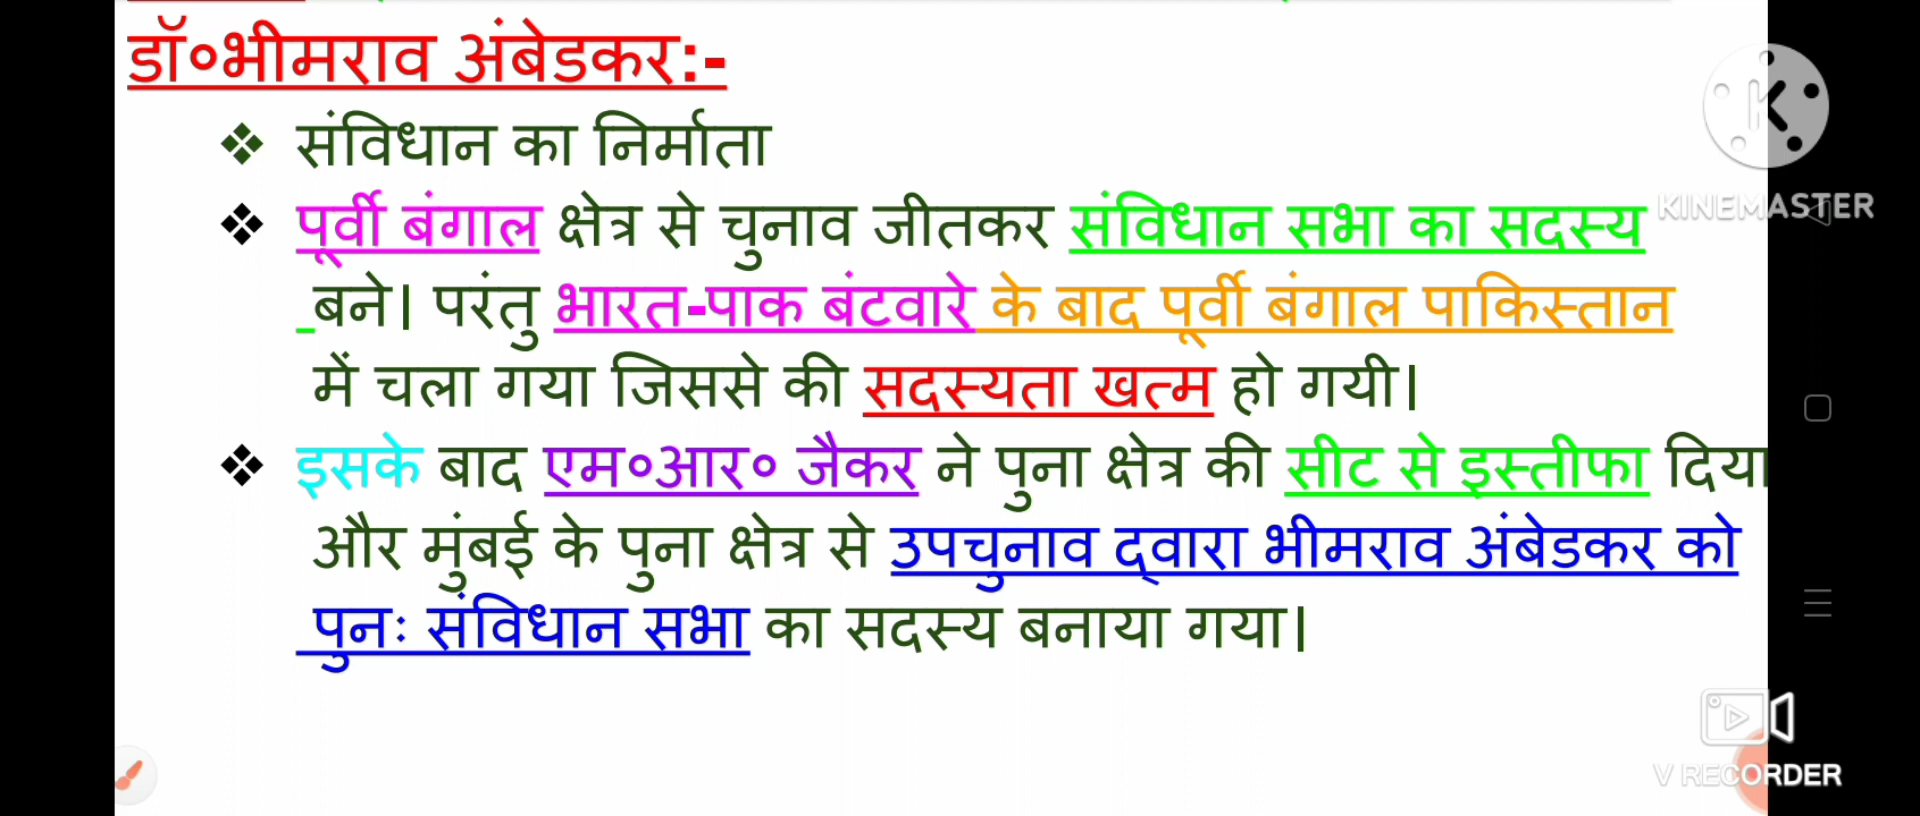 डॉ०भीमराव अंबेडकर:-
❖ संविधान का निर्माता
❖ पूर्वी बंगाल क्षेत्र से चुनाव जीतकर संविधान सभा का सदस्य
बने। परंतु भारत-पाक बंटवारे के बाद पूर्वी बंगाल पाकिस्तान
में चला गया जिससे की सदस्यता खत्म हो गयी।
❖ इसके बाद एम०आर० जैकर ने पुना क्षेत्र की सीट से इस्तीफा दिया
और मुंबई के पुना क्षेत्र से उपचुनाव द्वारा भीमराव अंबेडकर को
पुनः संविधान सभा का सदस्य बनाया गया।
KINEMASTER
V RECORDER